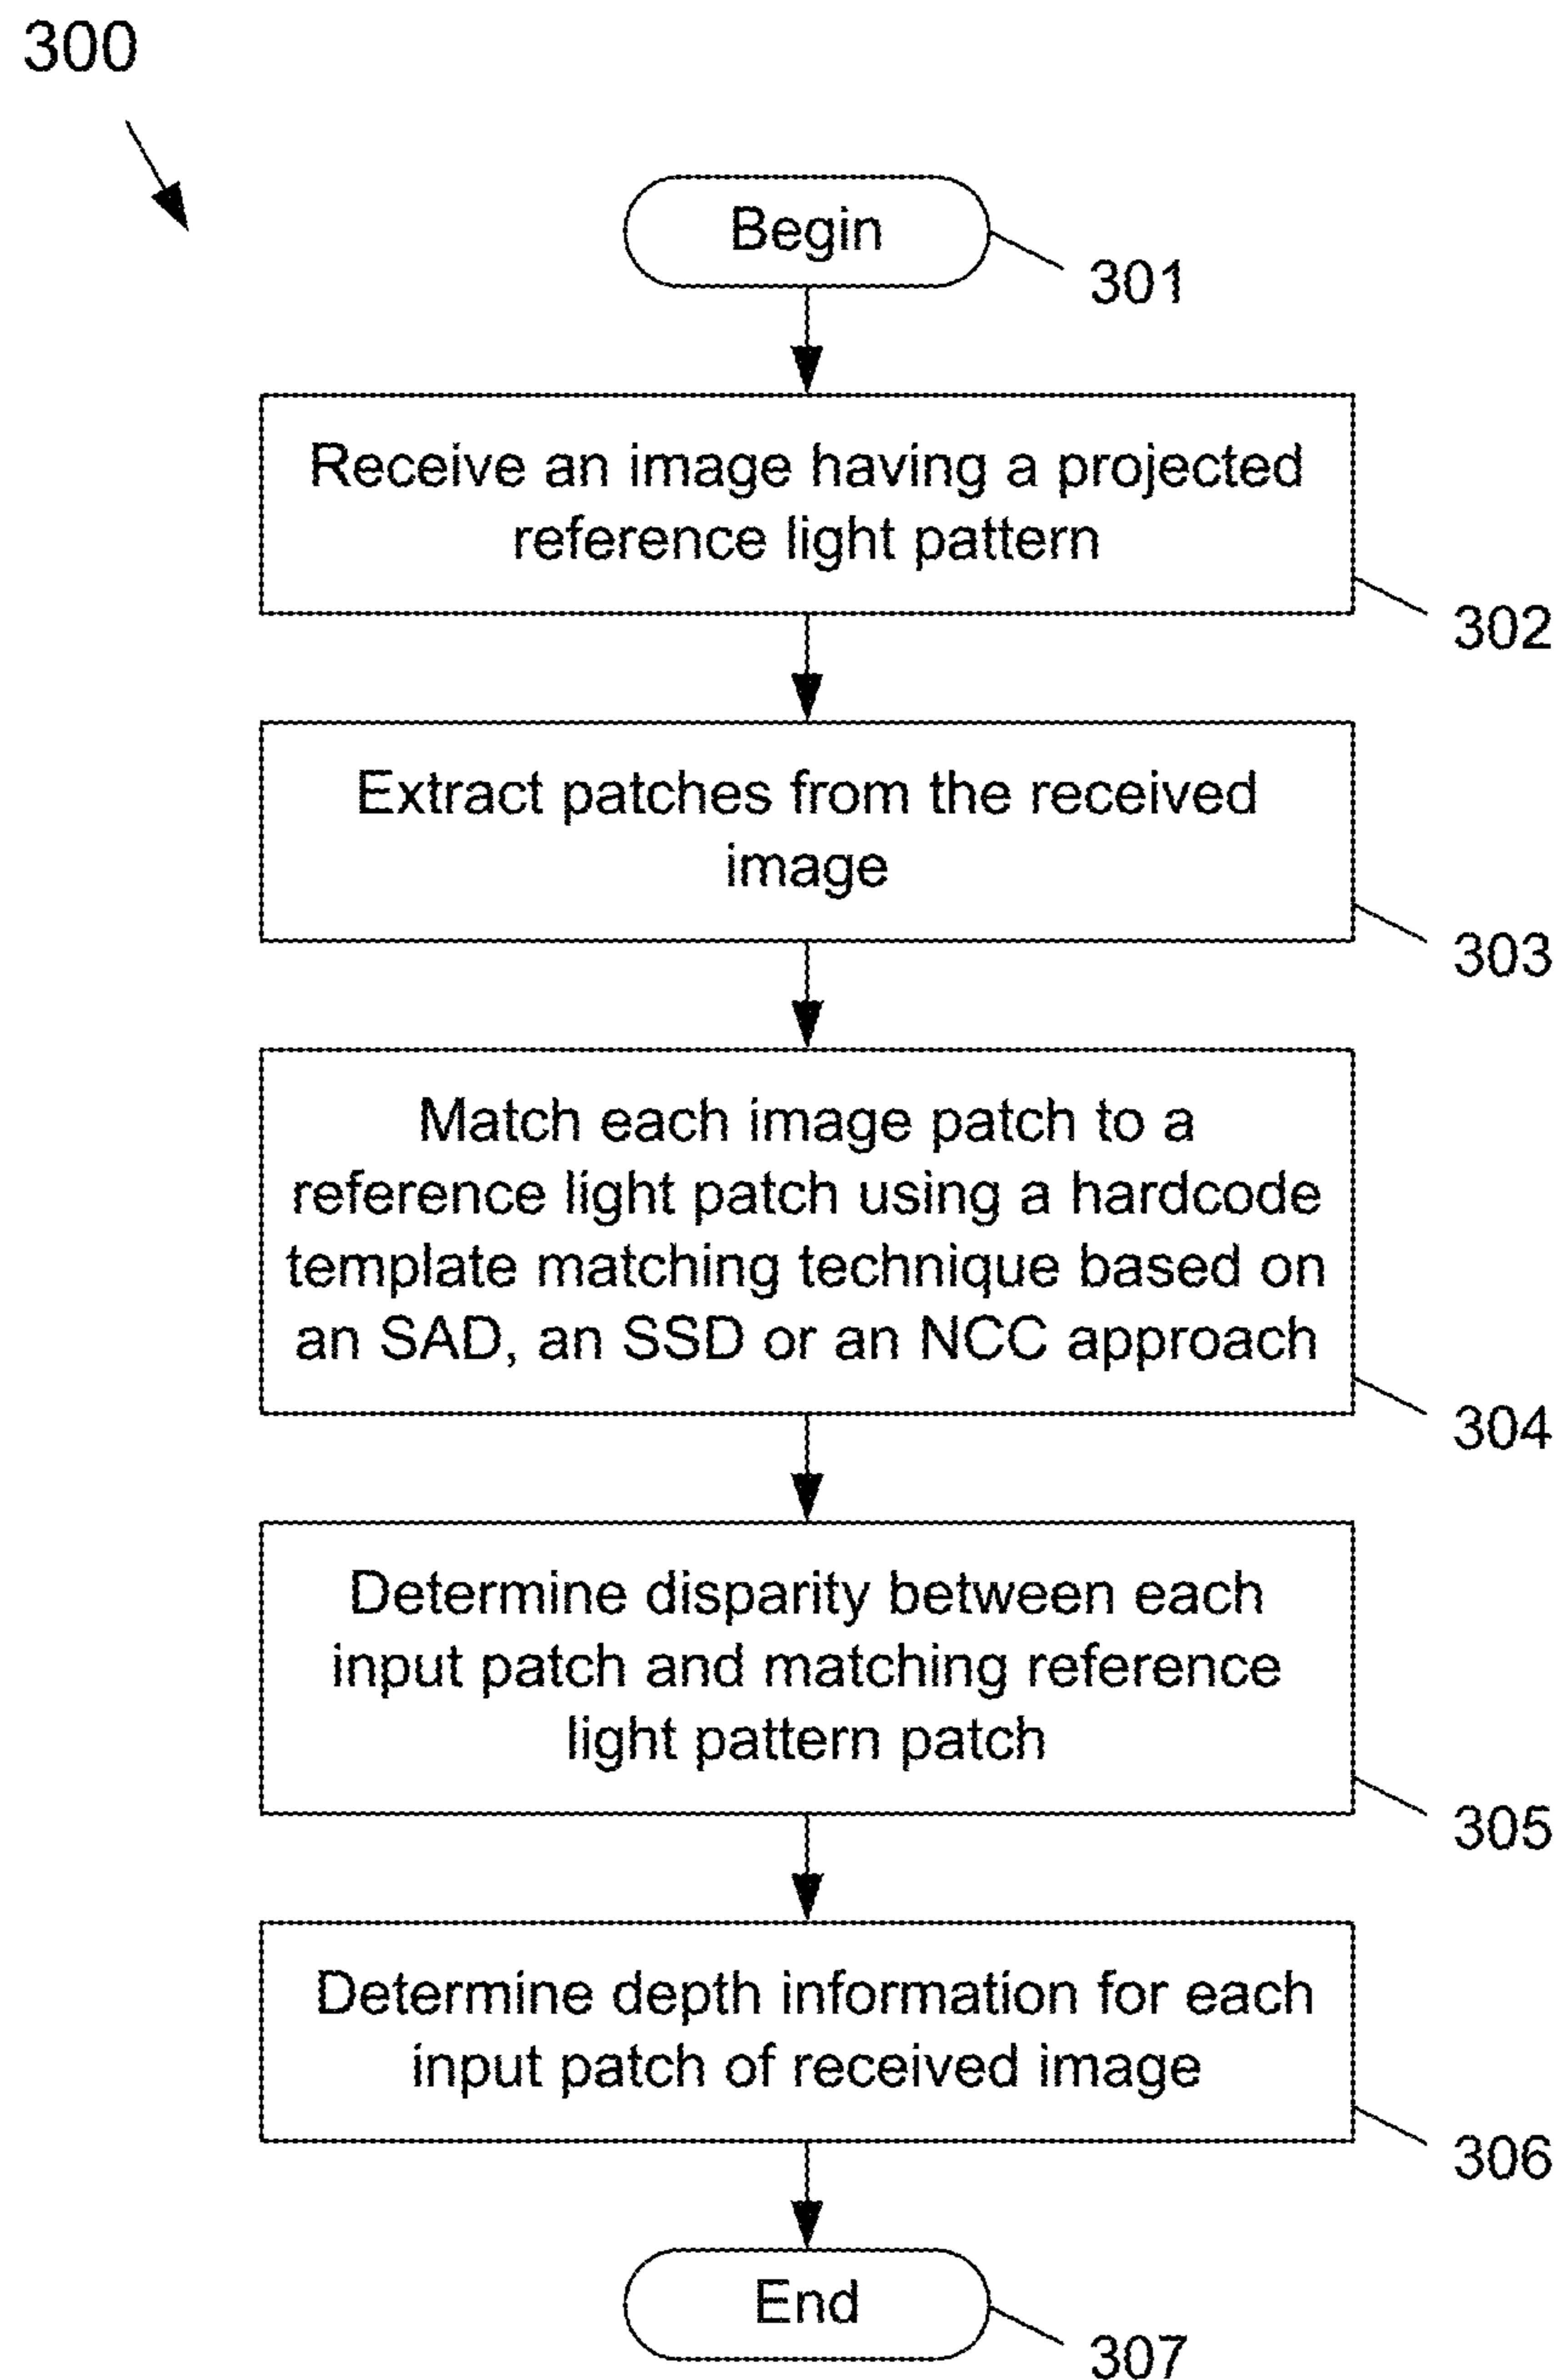 300
Begin
301
Receive an image having a projected
reference light pattern
302
Extract patches from the received
image
303
Match each image patch to a
reference light patch using a hardcode
template matching technique based on
an SAD, an SSD or an NCC approach
304
Determine disparity between each
input patch and matching reference
light pattern patch
305
Determine depth information for each
input patch of received image
306
End
307